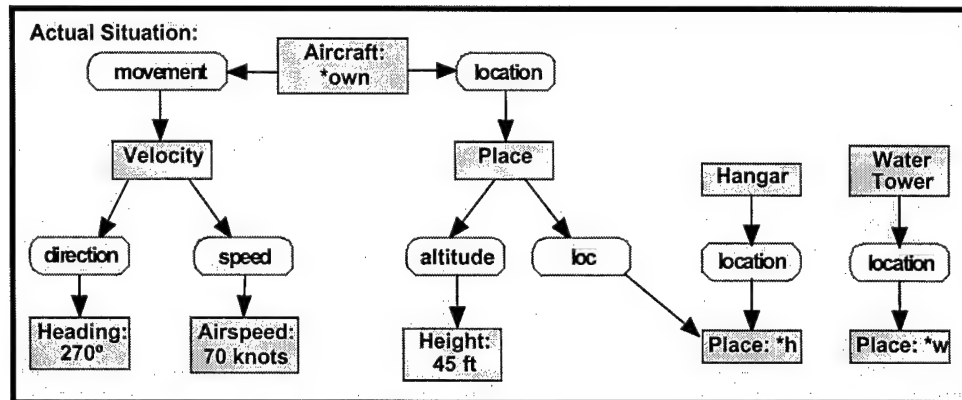 Actual Situation:
movement
Aircraft:
*own
location
Velocity
Place
Hangar
Water
Tower
direction
speed
altitude
loc
location
location
Heading:
270º
Airspeed:
70 knots
Height:
45 ft
Place: *h
Place: *w